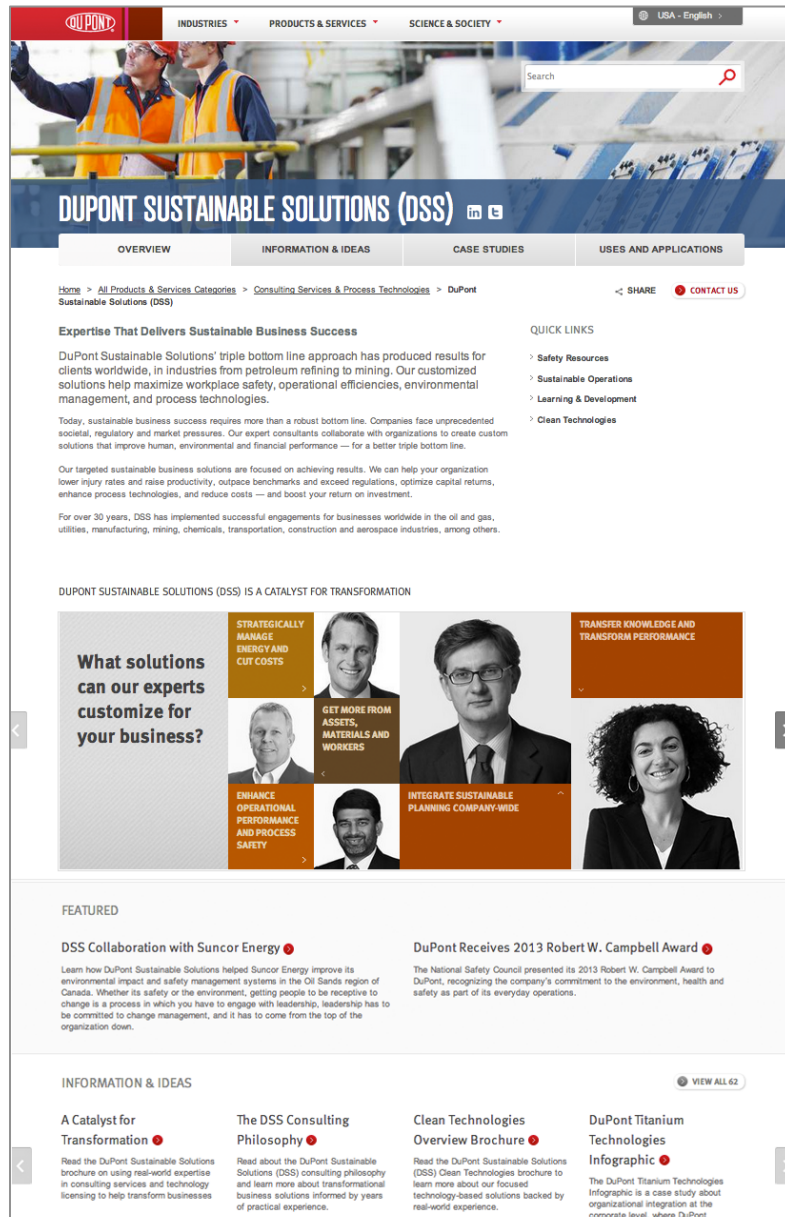 DU PONT
INDUSTRIES
PRODUCTS & SERVICES
SCIENCE & SOCIETY
USA - English >
Search
DUPONT SUSTAINABLE SOLUTIONS (DSS) in t
OVERVIEW
INFORMATION & IDEAS
CASE STUDIES
USES AND APPLICATIONS
Home > All Products & Services Categories > Consulting Services & Process Technologies > DuPont
Sustainable Solutions (DSS)
SHARE
CONTACT US
Expertise That Delivers Sustainable Business Success
DuPont Sustainable Solutions' triple bottom line approach has produced results for
clients worldwide, in industries from petroleum refining to mining. Our customized
solutions help maximize workplace safety, operational efficiencies, environmental
management, and process technologies.
Today, sustainable business success requires more than a robust bottom line. Companies face unprecedented
societal, regulatory and market pressures. Our expert consultants collaborate with organizations to create custom
solutions that improve human, environmental and financial performance — for a better triple bottom line.
Our targeted sustainable business solutions are focused on achieving results. We can help your organization
lower injury rates and raise productivity, outpace benchmarks and exceed regulations, optimize capital returns,
enhance process technologies, and reduce costs — and boost your return on investment.
For over 30 years, DSS has implemented successful engagements for businesses worldwide in the oil and gas,
utilities, manufacturing, mining, chemicals, transportation, construction and aerospace industries, among others.
QUICK LINKS
> Safety Resources
> Sustainable Operations
> Learning & Development
> Clean Technologies
DUPONT SUSTAINABLE SOLUTIONS (DSS) IS A CATALYST FOR TRANSFORMATION
What solutions
can our experts
customize for
your business?
STRATEGICALLY
MANAGE
ENERGY AND
CUT COSTS
GET MORE FROM
ASSETS,
MATERIALS AND
WORKERS
ENHANCE
OPERATIONAL
PERFORMANCE
AND PROCESS
SAFETY
INTEGRATE SUSTAINABLE
PLANNING COMPANY-WIDE
TRANSFER KNOWLEDGE AND
TRANSFORM PERFORMANCE
FEATURED
DSS Collaboration with Suncor Energy
Learn how DuPont Sustainable Solutions helped Suncor Energy improve its
environmental impact and safety management systems in the Oil Sands region of
Canada. Whether its safety or the environment, getting people to be receptive to
change is a process in which you have to engage with leadership, leadership has to
be committed to change management, and it has to come from the top of the
organization down.
DuPont Receives 2013 Robert W. Campbell Award
The National Safety Council presented its 2013 Robert W. Campbell Award to
DuPont, recognizing the company's commitment to the environment, health and
safety as part of its everyday operations.
INFORMATION & IDEAS
VIEW ALL 62
A Catalyst for
Transformation
Read the DuPont Sustainable Solutions
brochure on using real-world expertise
in consulting services and technology
licensing to help transform businesses
The DSS Consulting
Philosophy
Read about the DuPont Sustainable
Solutions (DSS) consulting philosophy
and learn more about transformational
business solutions informed by years
of practical experience.
Clean Technologies
Overview Brochure
Read the DuPont Sustainable Solutions
(DSS) Clean Technologies brochure to
learn more about our focused
technology-based solutions backed by
real-world experience.
DuPont Titanium
Technologies
Infographic
The DuPont Titanium Technologies
Infographic is a case study about
organizational integration at the
corporate level, where DuPont